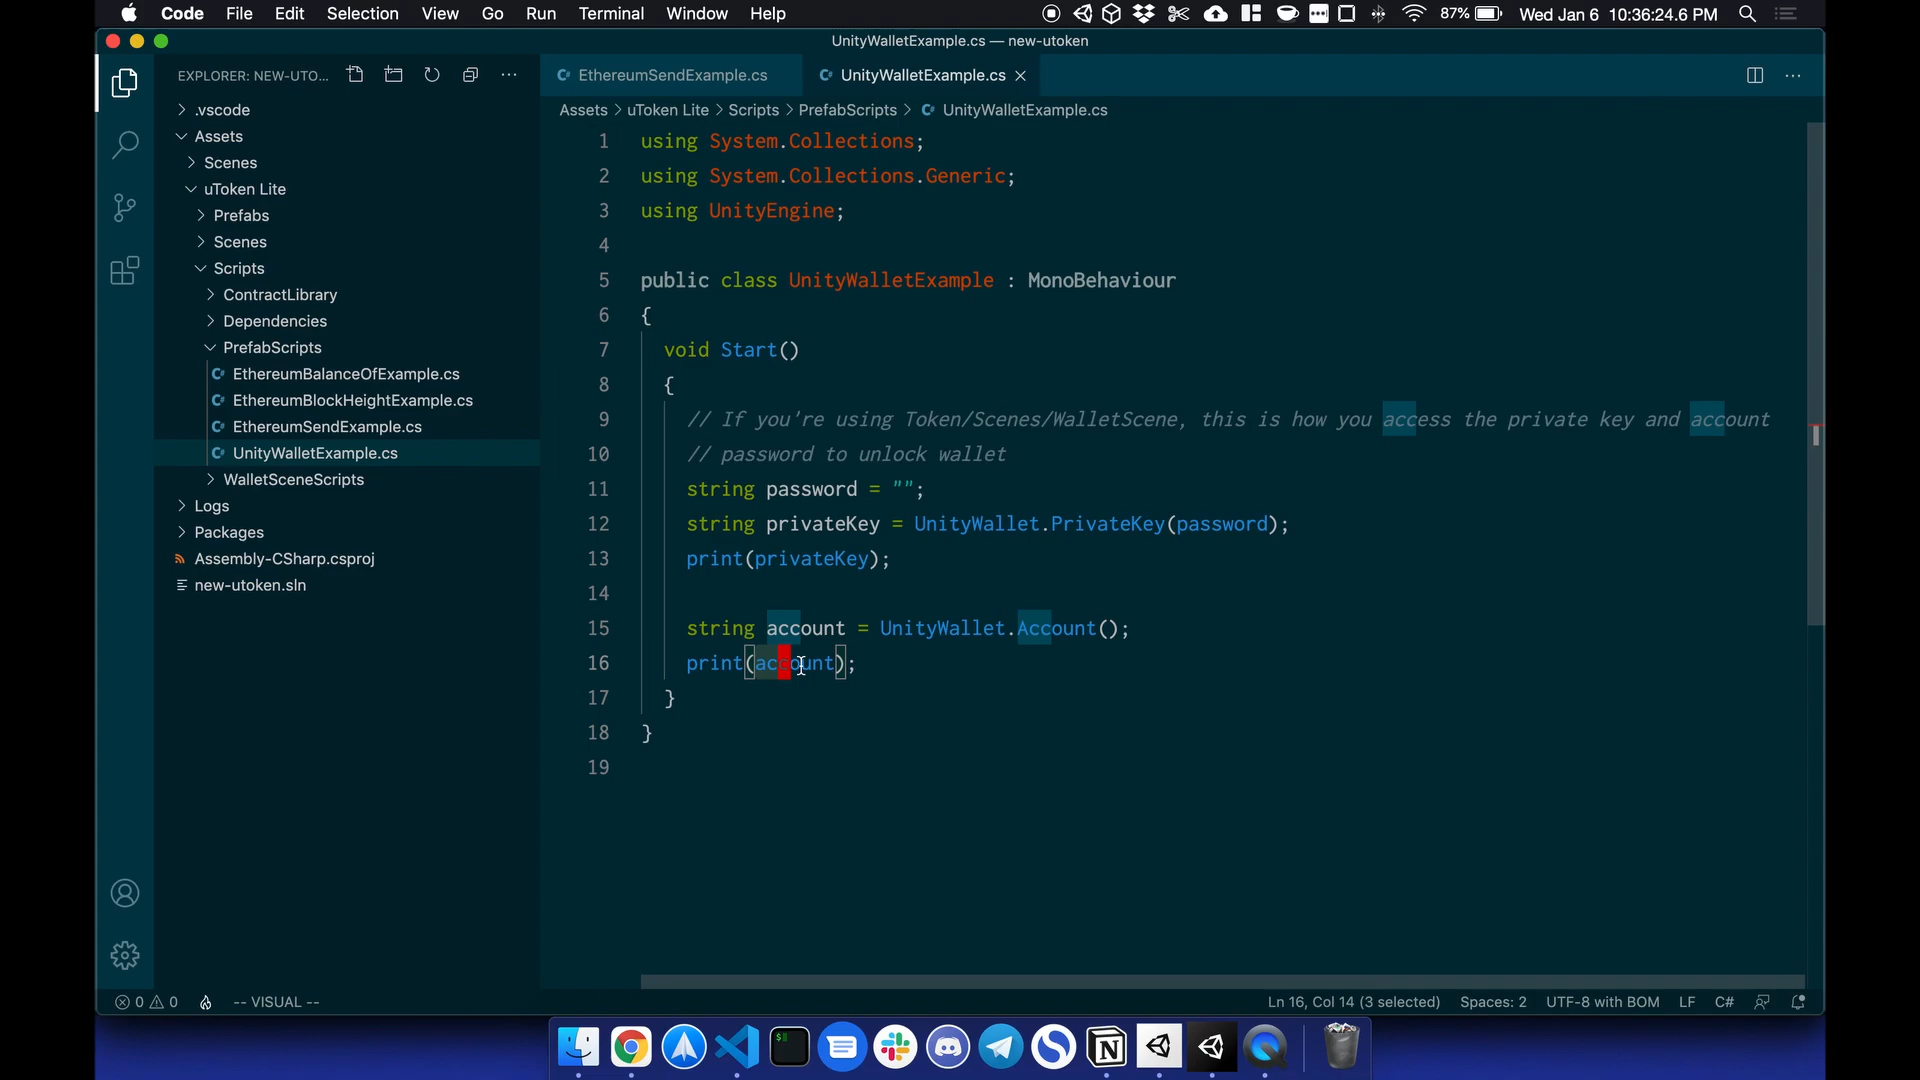 Code File Edit Selection View Go Run Terminal Window Help 87% Wed Jan 6 10:36:24.6 PM
UnityWalletExample.cs — new-utoken
EXPLORER: NEW-UTO...
EthereumSendExample.cs UnityWalletExample.cs
Assets > uToken Lite > Scripts > PrefabScripts > UnityWalletExample.cs
.vscode
Assets
Scenes
uToken Lite
Prefabs
Scenes
Scripts
ContractLibrary
Dependencies
PrefabScripts
EthereumBalanceOfExample.cs
EthereumBlockHeightExample.cs
EthereumSendExample.cs
UnityWalletExample.cs
WalletSceneScripts
Logs
Packages
Assembly-CSharp.csproj
new-utoken.sln
1 using System.Collections;
2 using System.Collections.Generic;
3 using UnityEngine;
4
5 public class UnityWalletExample : MonoBehaviour
6 {
7 void Start()
8 {
9 // If you're using Token/Scenes/WalletScene, this is how you access the private key and account
10 // password to unlock wallet
11 string password = "";
12 string privateKey = UnityWallet.PrivateKey(password);
13 print(privateKey);
14
15 string account = UnityWallet.Account();
16 print(account);
17 }
18 }
19
0 0 -- VISUAL -- Ln 16, Col 14 (3 selected) Spaces: 2 UTF-8 with BOM LF C#